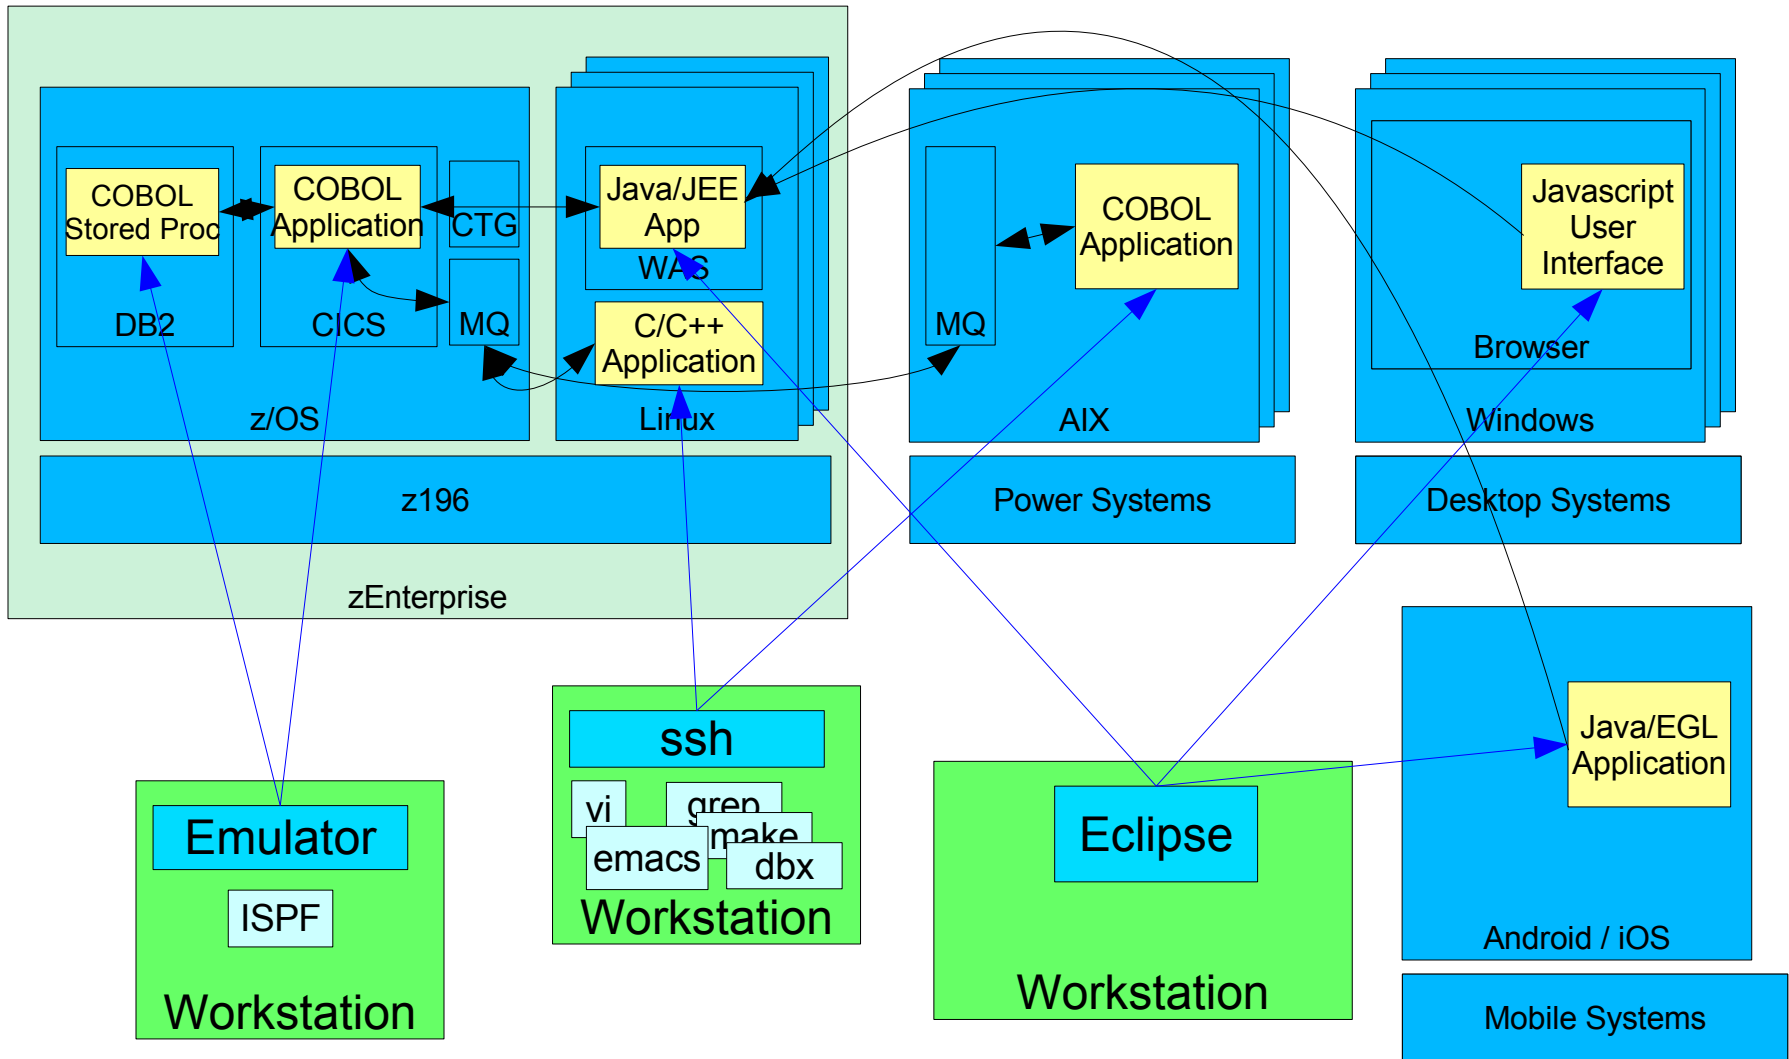 COBOL
Stored Proc
DB2
COBOL
Application
CICS
CTG
MQ
z/OS
Java/JEE
App
WAS
C/C++
Application
Linux
z196
zEnterprise
MQ
COBOL
Application
AIX
Power Systems
Javascript
User
Interface
Browser
Windows
Desktop Systems
Emulator
ISPF
Workstation
ssh
vi
grep
make
emacs
dbx
Workstation
Eclipse
Workstation
Java/EGL
Application
Android / iOS
Mobile Systems